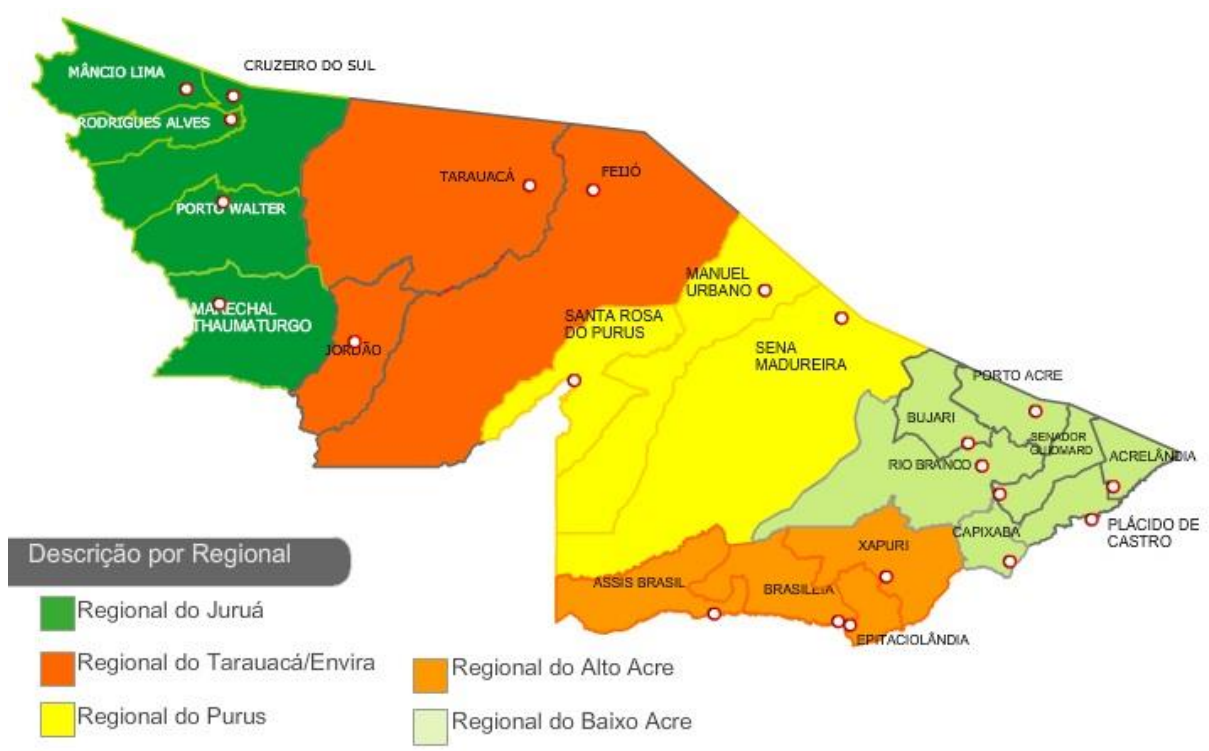 CRUZEIRO DO SUL
MÂNCIO LIMA
RODRIGUES ALVES
PORTO WALTER
MARECHAL
THAUMATURGO
TARAUACÁ
FEIJÓ
JORDÃO
MANUEL
URBANO
SANTA ROSA
DO PURUS
SENA
MADUREIRA
PORTO ACRE
BUJARI
SENADOR
GUIOMARD
RIO BRANCO
ACRELÂNDIA
PLÁCIDO DE
CASTRO
CAPIXABA
XAPURI
ASSIS BRASIL
BRASILEIA
EPITACIOLÂNDIA
Descrição por Regional
Regional do Juruá
Regional do Tarauacá/Envira
Regional do Purus
Regional do Alto Acre
Regional do Baixo Acre